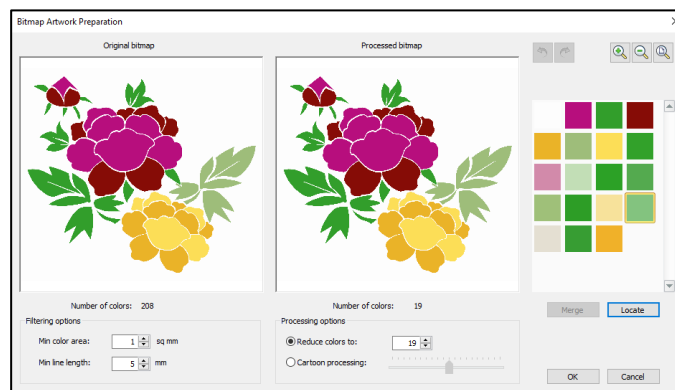 Bitmap Artwork Preparation
Original bitmap
Processed bitmap
Number of colors: 208
Number of colors: 19
Merge
Locate
Filtering options
Processing options
Min color area: 1 sq mm
Reduce colors to: 19
Min line length: 5 mm
Cartoon processing:
OK
Cancel